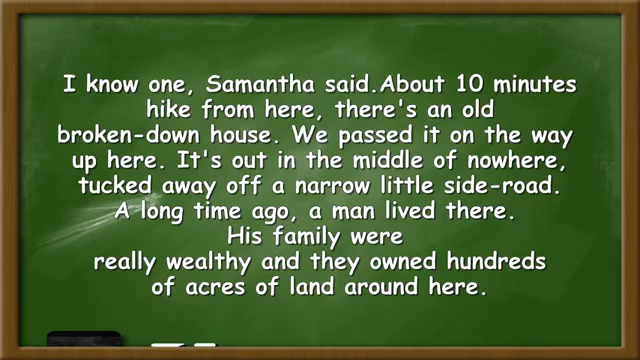 I know one, Samantha said.About 10 minutes
hike from here, there's an old
broken-down house. We passed it on the way
up here. It's out in the middle of nowhere,
tucked away off a narrow little side-road.
A long time ago, a man lived there.
His family were
really wealthy and they owned hundreds
of acres of land around here.